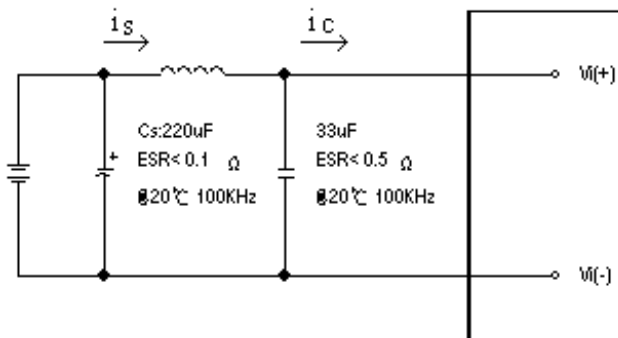 is
ic
Vi(+)
Cs:220uF
ESR< 0.1 Ω
@20℃ 100KHz
+
33uF
ESR< 0.5 Ω
@20℃ 100KHz
Vi(-)